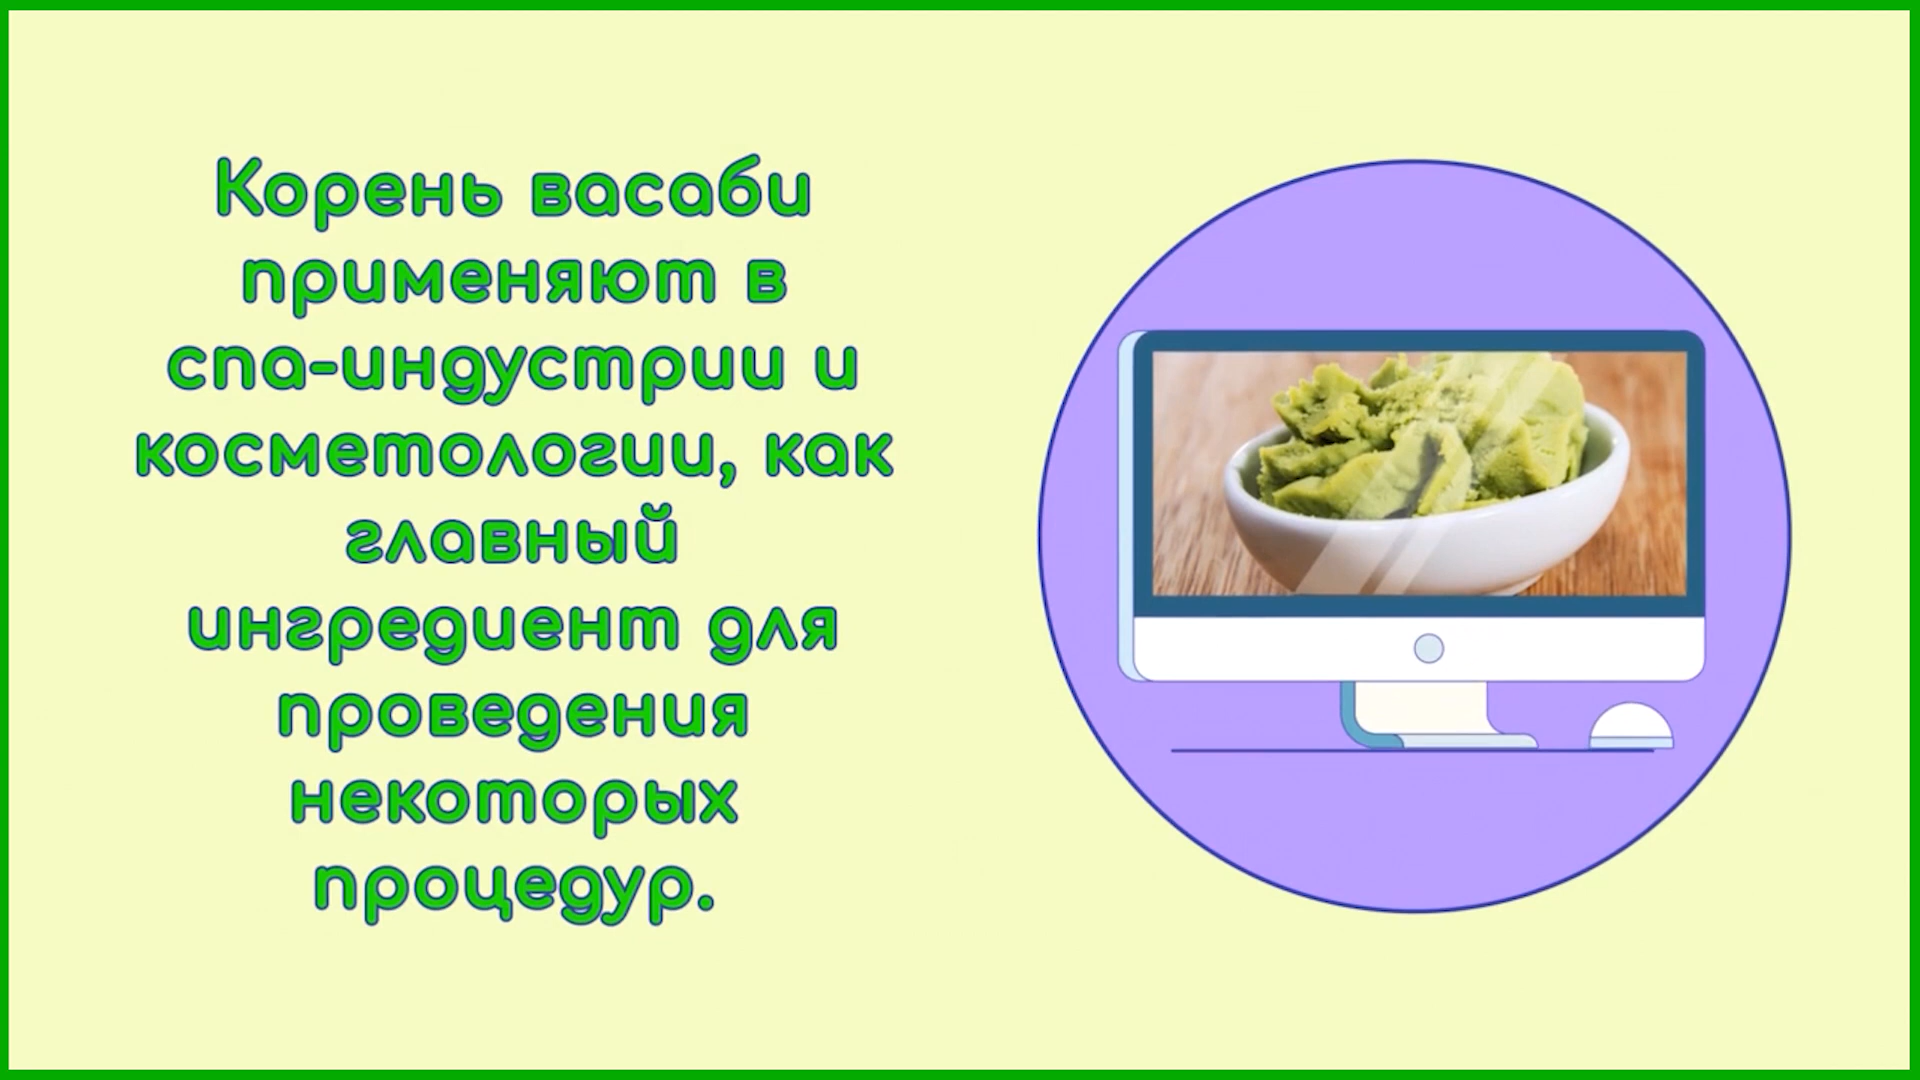 Корень васаби
применяют в
спа-индустрии и
косметологии, как
главный
ингредиент для
проведения
некоторых
процедур.